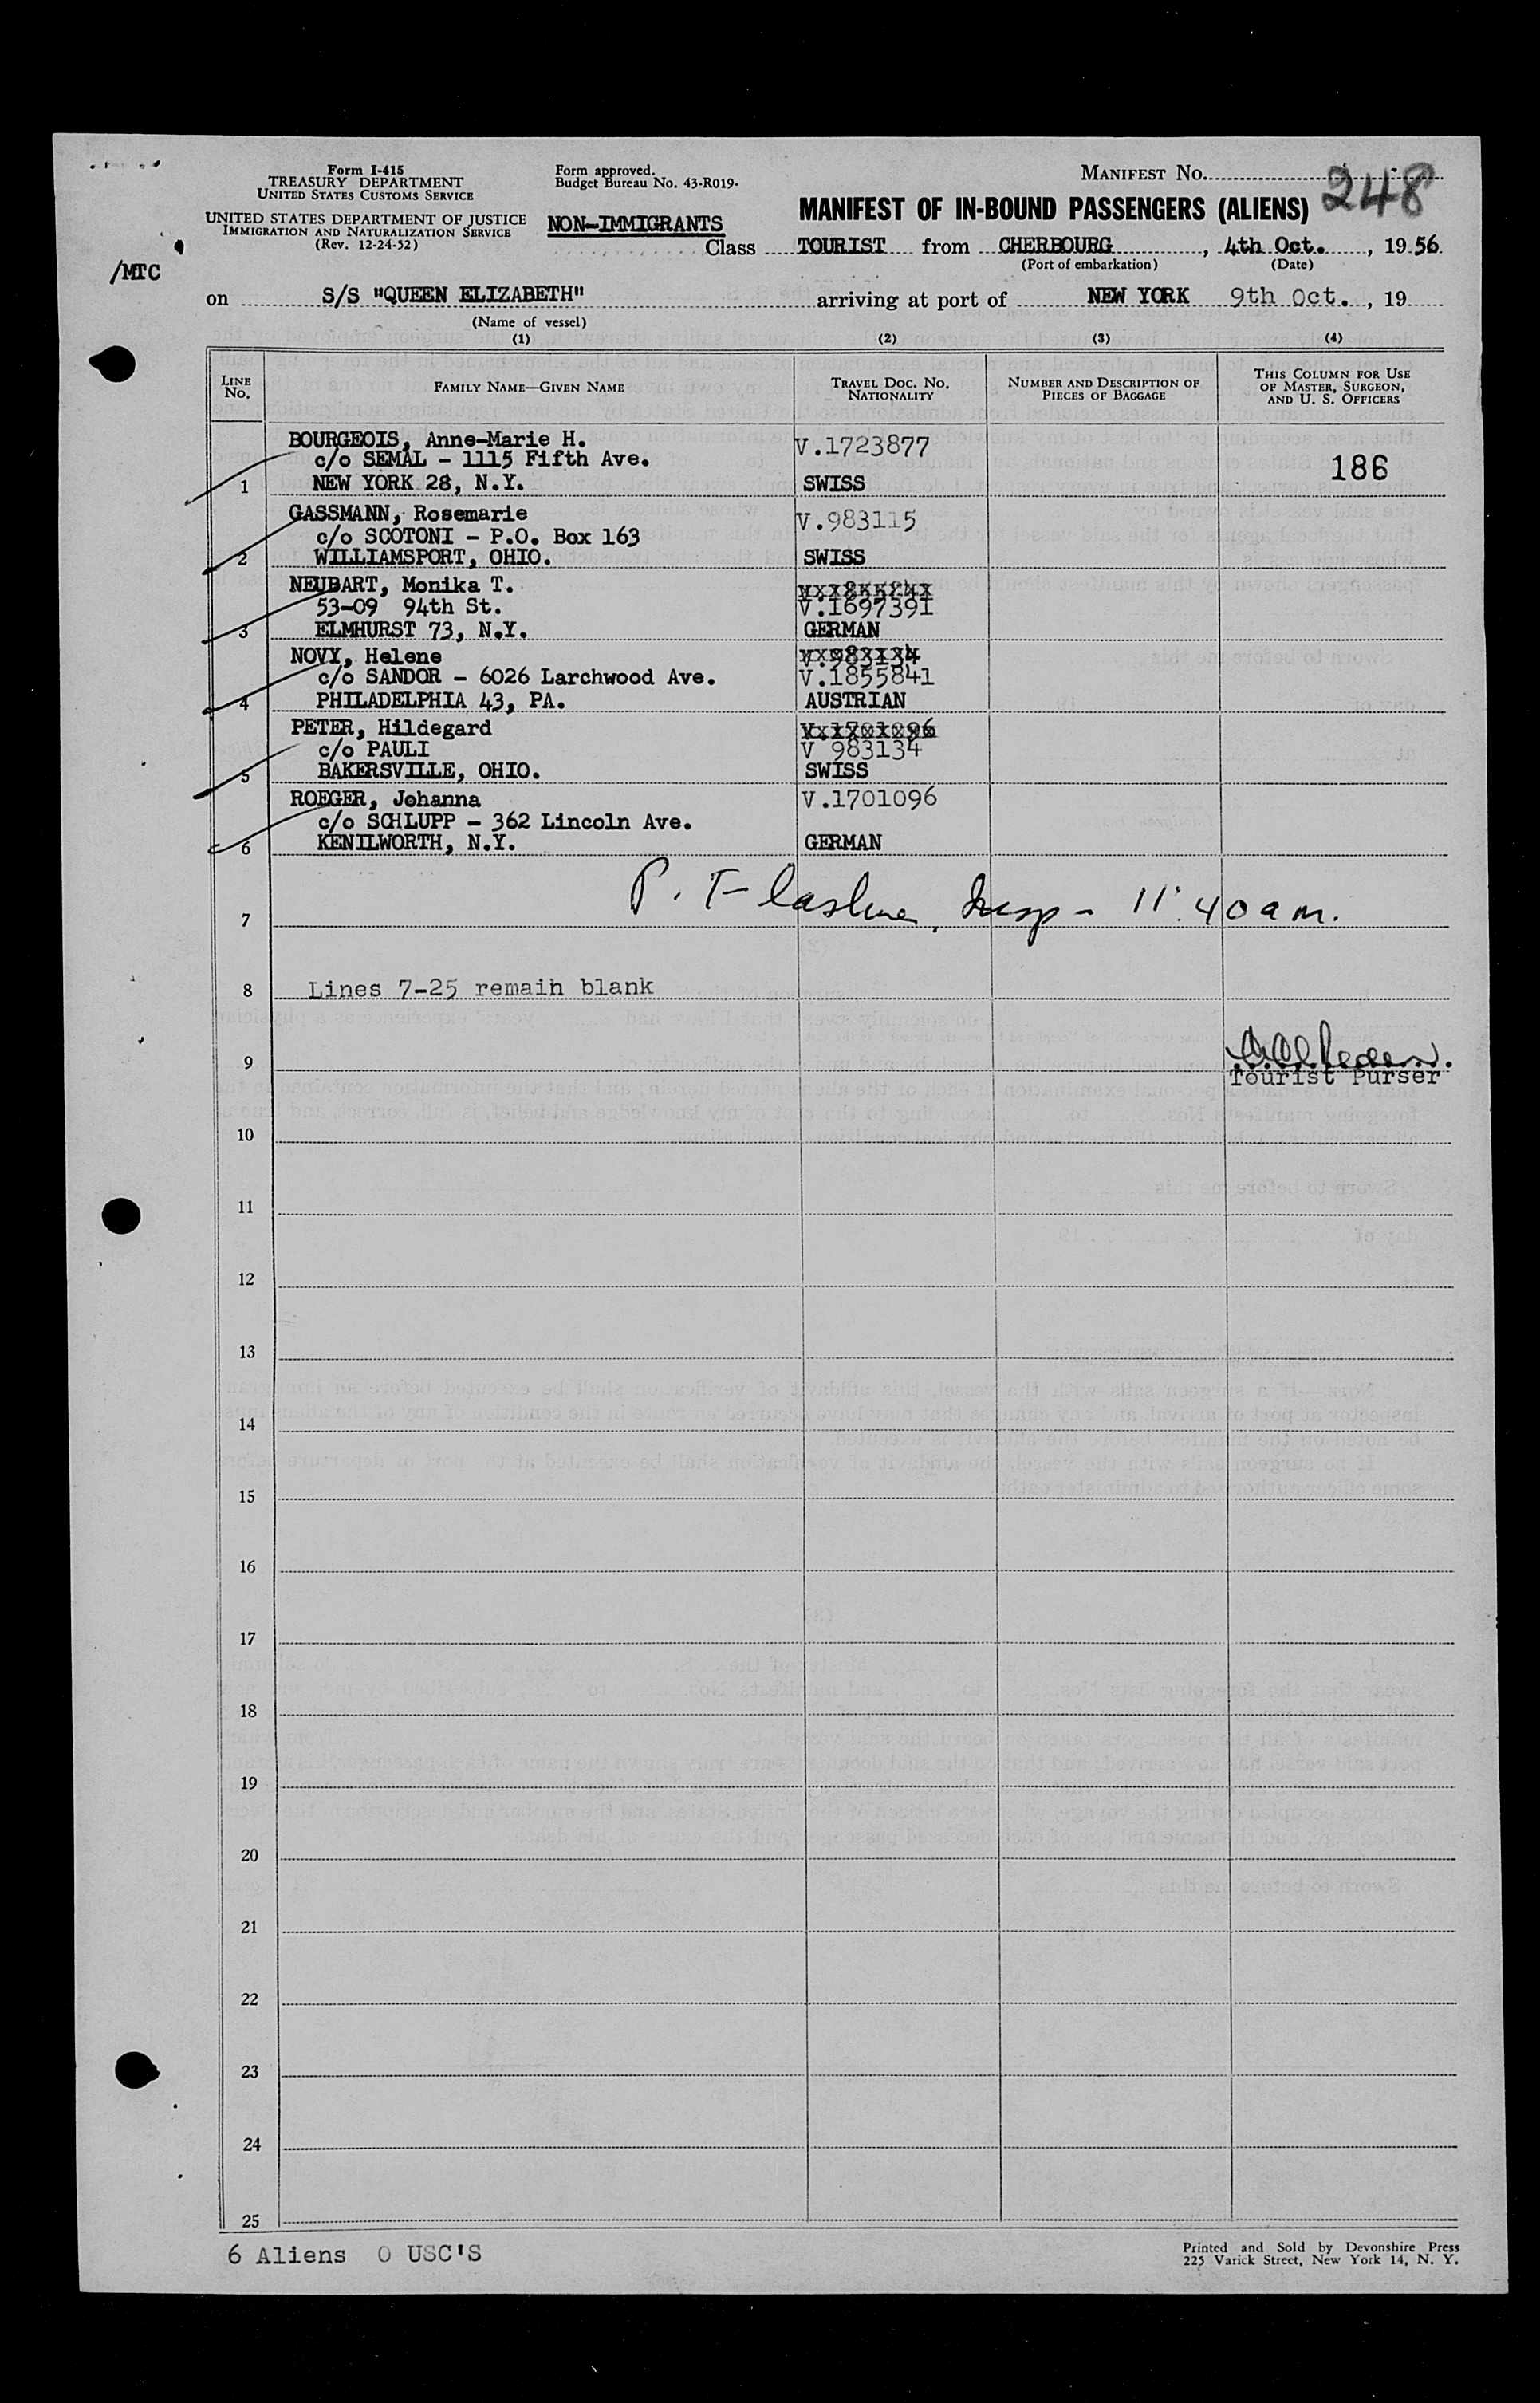 Form I-415
TREASURY DEPARTMENT
UNITED STATES CUSTOMS SERVICE
UNITED STATES DEPARTMENT OF JUSTICE
IMMIGRATION AND NATURALIZATION SERVICE
(Rev. 12-24-52)
/MTC
Form approved.
Budget Bureau No. 43-R019-
MANIFEST NO. 248
NON-IMMIGRANTS
MANIFEST OF IN-BOUND PASSENGERS (ALIENS)
Class TOURIST from CHERBOURG, 4th Oct., 19 56
(Port of embarkation) (Date)
on S/S "QUEEN ELIZABETH" arriving at port of NEW YORK 9th Oct., 19
(Name of vessel)
(1) (2) (3) (4)
LINE NO.
FAMILY NAME—GIVEN NAME
TRAVEL DOC. NO. NATIONALITY
NUMBER AND DESCRIPTION OF PIECES OF BAGGAGE
THIS COLUMN FOR USE OF MASTER, SURGEON, AND U. S. OFFICERS
BOURGEOIS, Anne-Marie H. V.1723877
c/o SEMAL - 1115 Fifth Ave. 186
1 NEW YORK 28, N.Y. SWISS
GASSMANN, Rosemarie V.983115
c/o SCOTONI - P.O. Box 163
2 WILLIAMSPORT, OHIO. SWISS
NEUBART, Monika T.
53-09 94th St. V.1697391
3 ELMHURST 73, N.Y. GERMAN
NOVY, Helene V.983134
c/o SANDOR - 6026 Larchwood Ave. V.1855841
4 PHILADELPHIA 43, PA. AUSTRIAN
PETER, Hildegard V.1701096
c/o PAULI V 983134
5 BAKERSVILLE, OHIO. SWISS
ROEGER, Johanna V.1701096
c/o SCHLUPP - 362 Lincoln Ave.
6 KENILWORTH, N.Y. GERMAN
7 P. Insp - 11:40 am.
8 Lines 7-25 remain blank
9
Tourist Purser
10
11
12
13
14
15
16
17
18
19
20
21
22
23
24
25
6 Aliens 0 USC'S
Printed and Sold by Devonshire Press
225 Varick Street, New York 14, N. Y.